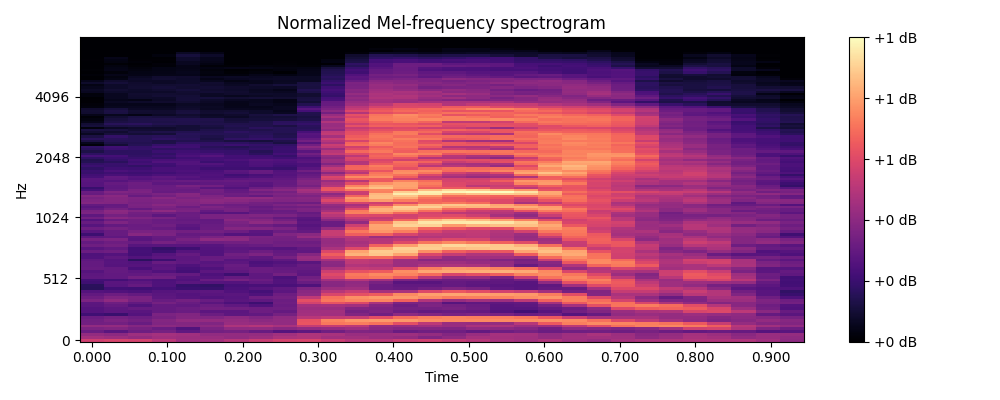 Normalized Mel-frequency spectrogram
Hz
4096
2048
1024
512
0
0.000 0.100 0.200 0.300 0.400 0.500 0.600 0.700 0.800 0.900
Time
+1 dB
+1 dB
+1 dB
+0 dB
+0 dB
+0 dB